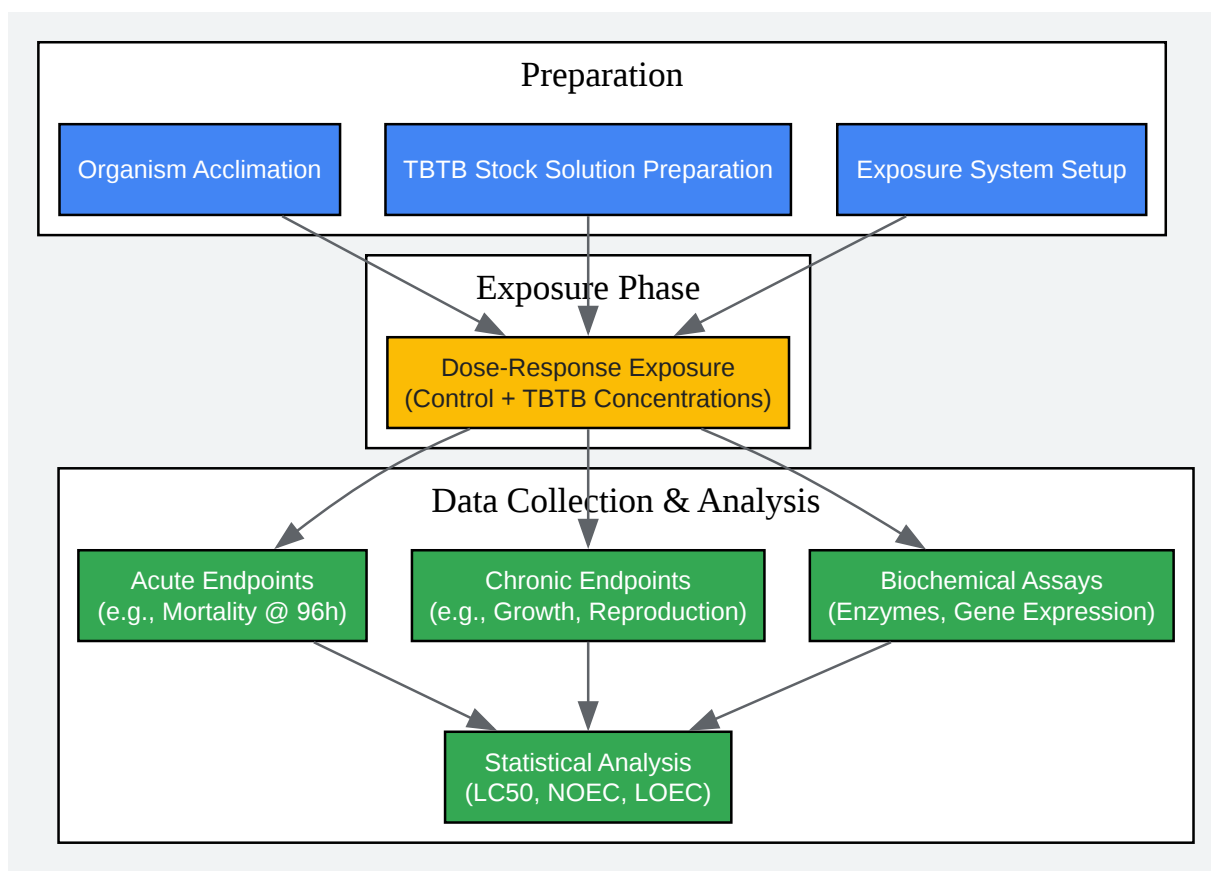 Preparation
Organism Acclimation
TBTB Stock Solution Preparation
Exposure System Setup
Exposure Phase
Dose-Response Exposure
(Control + TBTB Concentrations)
Data Collection & Analysis
Acute Endpoints
(e.g., Mortality @ 96h)
Chronic Endpoints
(e.g., Growth, Reproduction)
Biochemical Assays
(Enzymes, Gene Expression)
Statistical Analysis
(LC50, NOEC, LOEC)